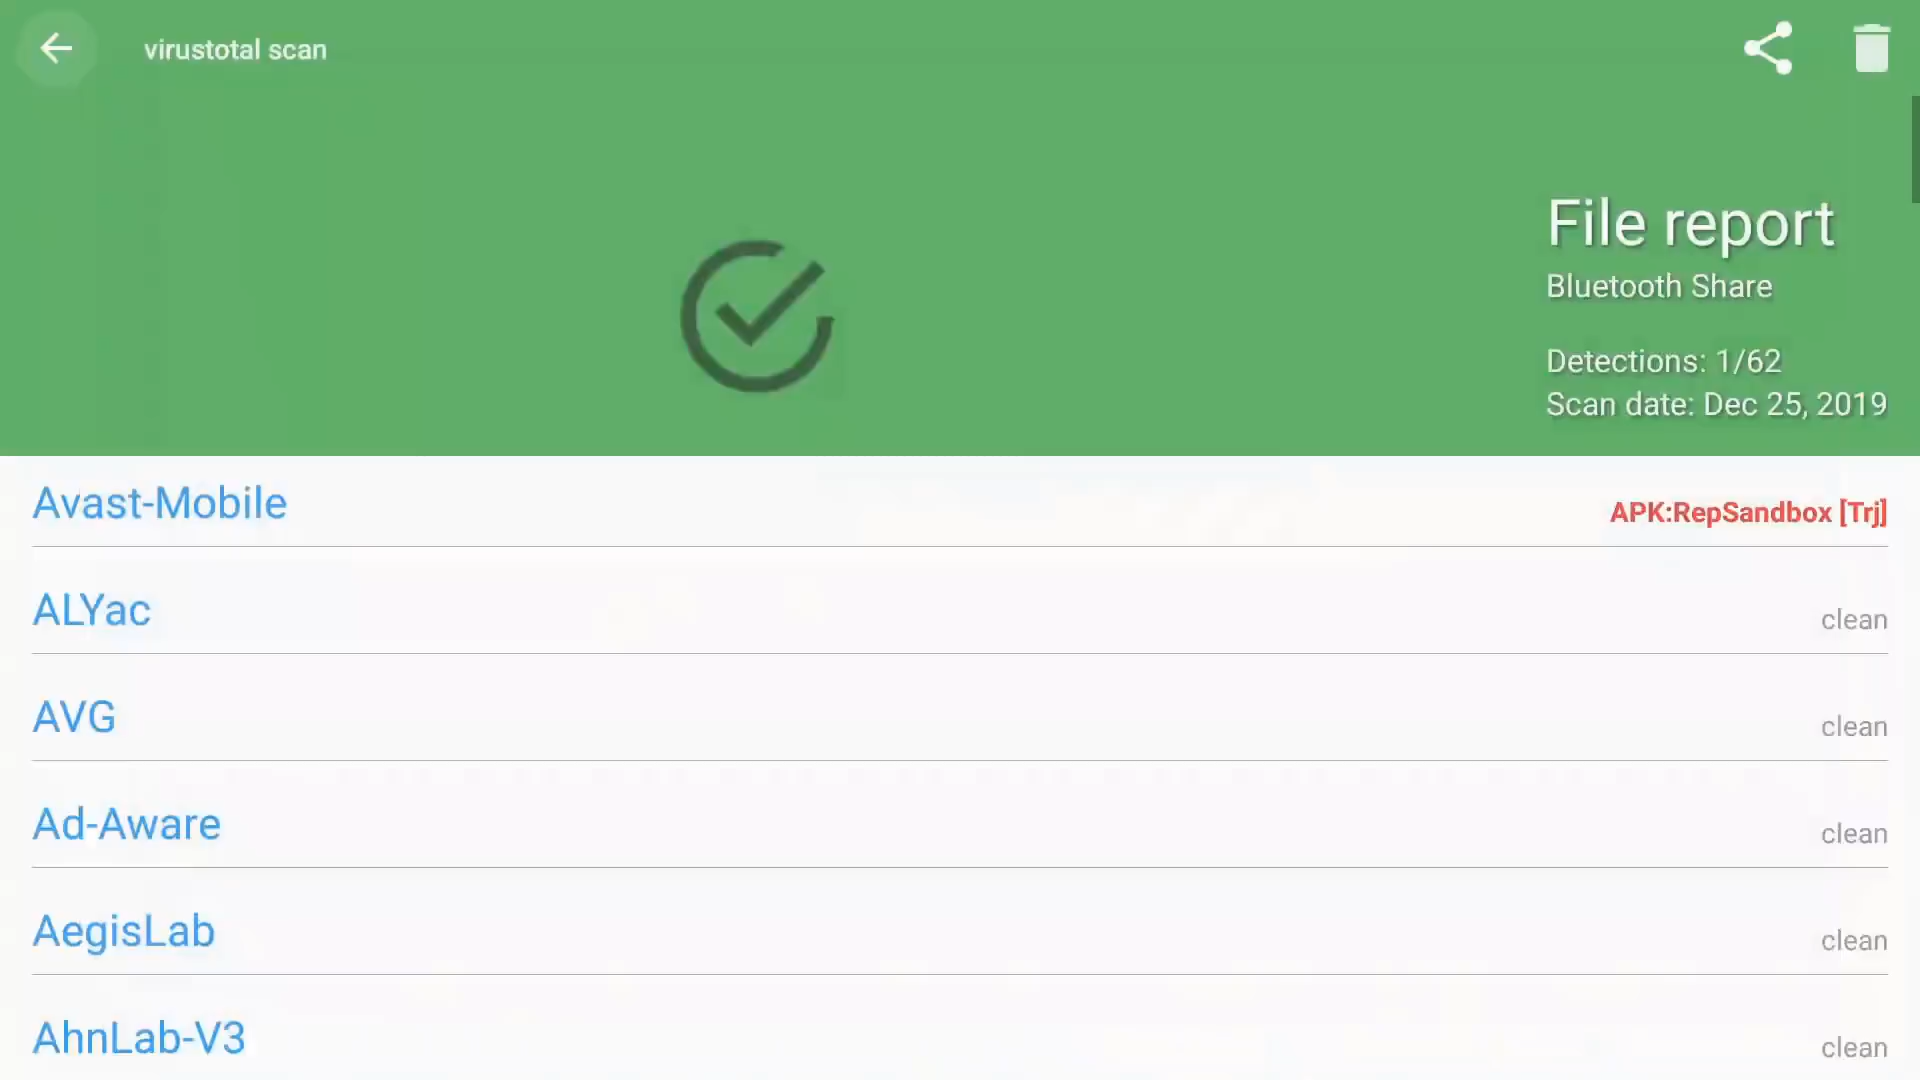 virustotal scan
File report
Bluetooth Share
Detections: 1/62
Scan date: Dec 25, 2019
Avast-Mobile
APK:RepSandbox [Trj]
ALYac
clean
AVG
clean
Ad-Aware
clean
AegisLab
clean
AhnLab-V3
clean